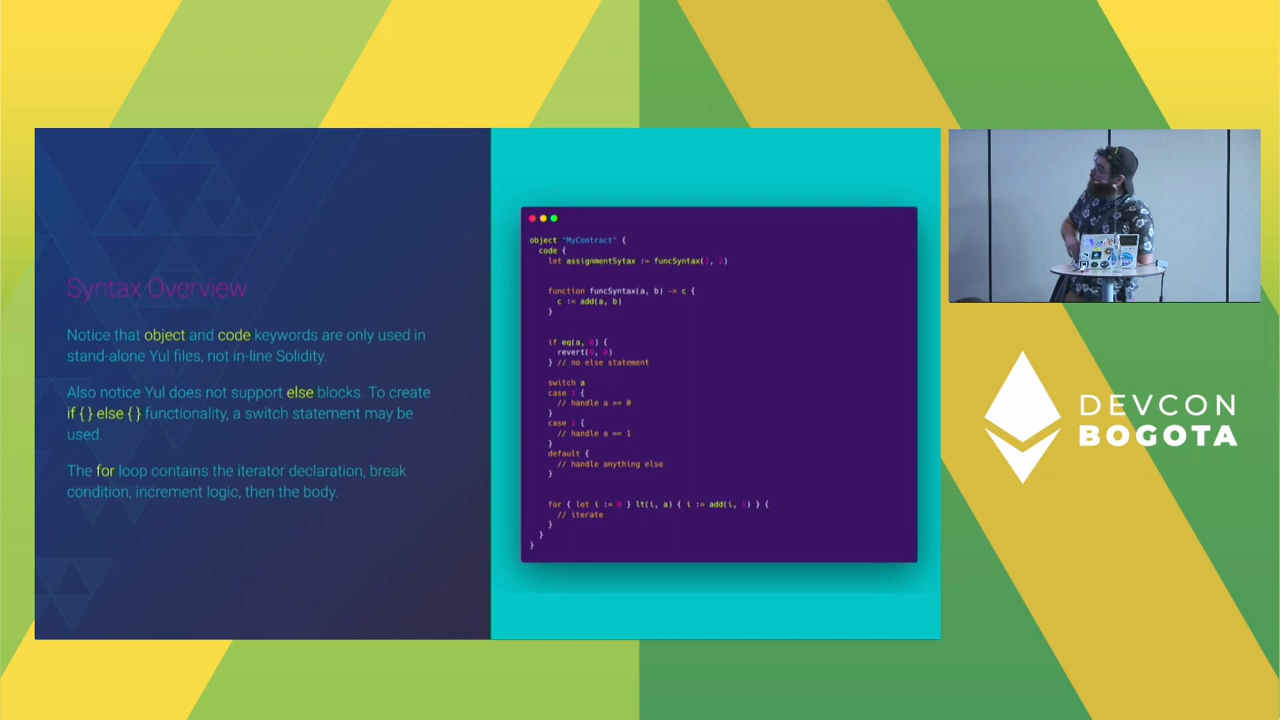 Syntax Overview
Notice that object and code keywords are only used in
stand-alone Yul files, not in-line Solidity.
Also notice Yul does not support else blocks. To create
if { } else { } functionality, a switch statement may be
used.
The for loop contains the iterator declaration, break
condition, increment logic, then the body.
object "MyContract" {
code {
let assignmentSytax := funcSyntax(1, 2)
function funcSyntax(a, b) -> c {
c := add(a, b)
}
if eq(a, 0) {
revert(0, 0)
} // no else statement
switch a
case 1 {
// handle a == 0
}
case 2 {
// handle a == 1
}
default {
// handle anything else
}
for { let i := 0 } lt(i, a) { i := add(i, 1) } {
// iterate
}
}
}
DEVCON
BOGOTA